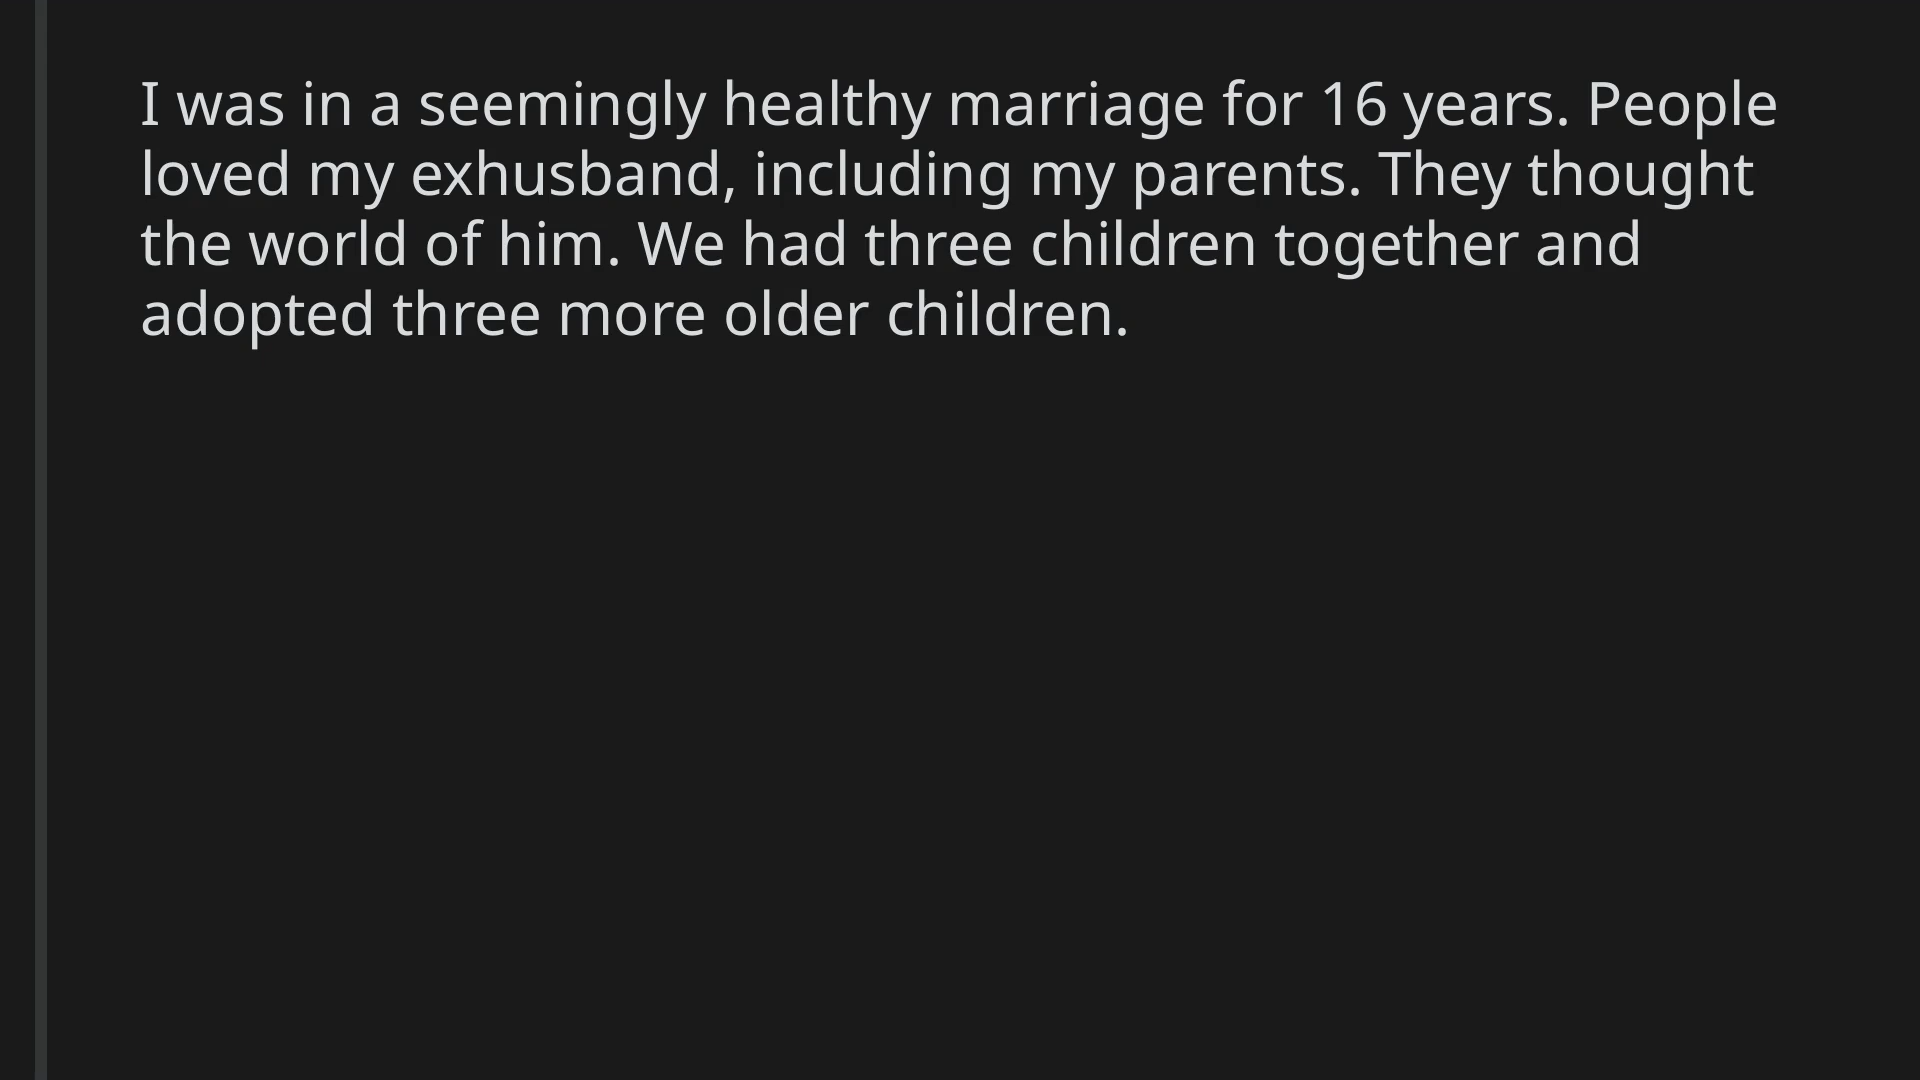 I was in a seemingly healthy marriage for 16 years. People
loved my exhusband, including my parents. They thought
the world of him. We had three children together and
adopted three more older children.